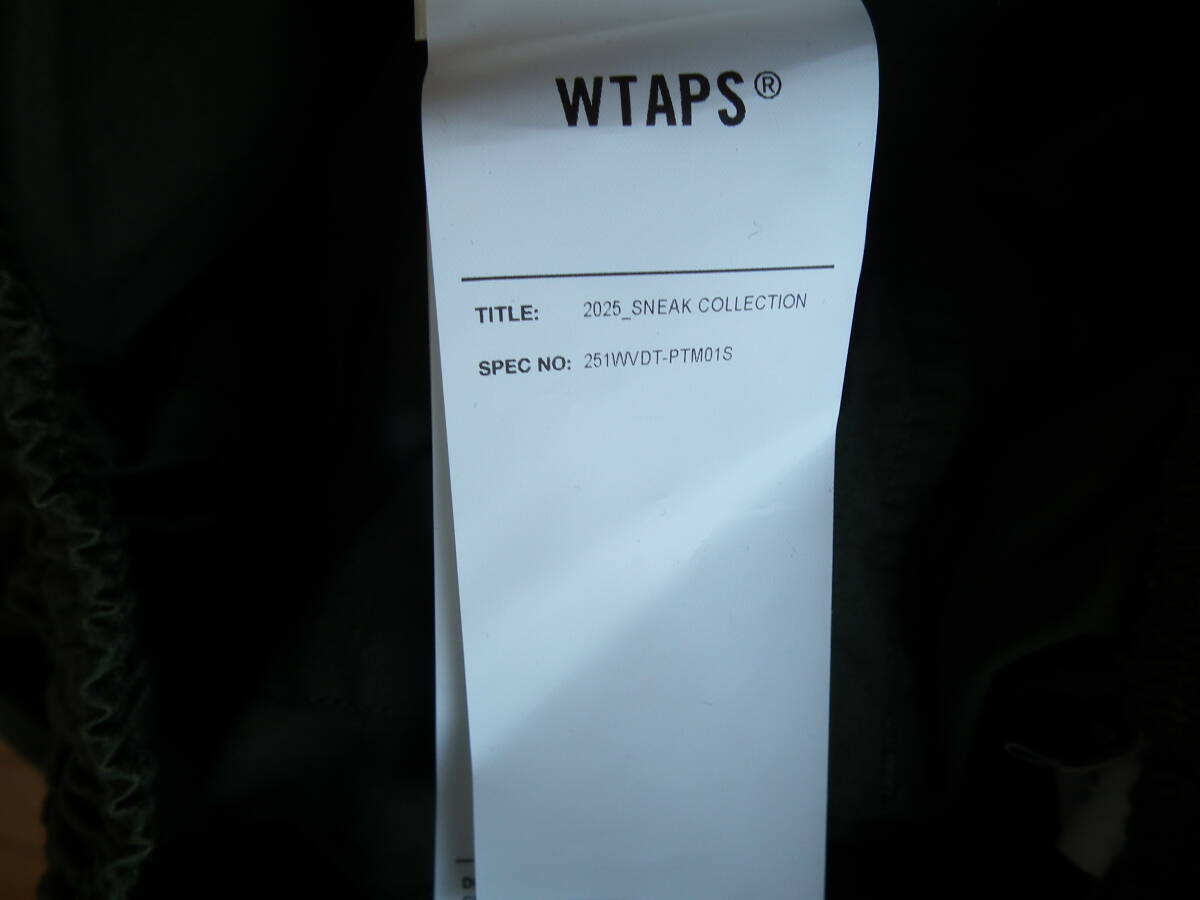 WTAPS®
TITLE: 2025_SNEAK COLLECTION
SPEC NO: 251WVDT-PTM01S